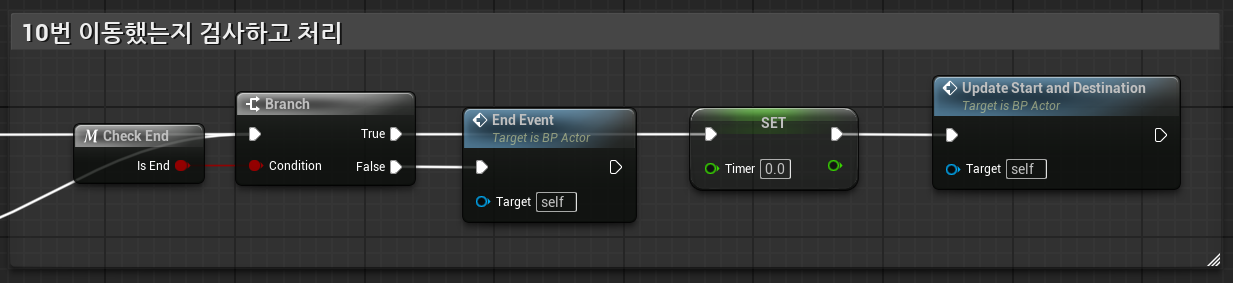 10번 이동했는지 검사하고 처리
M Check End
Is End
Branch
True
Condition
False
End Event
Target is BP Actor
Target self
SET
Timer 0.0
Update Start and Destination
Target is BP Actor
Target self